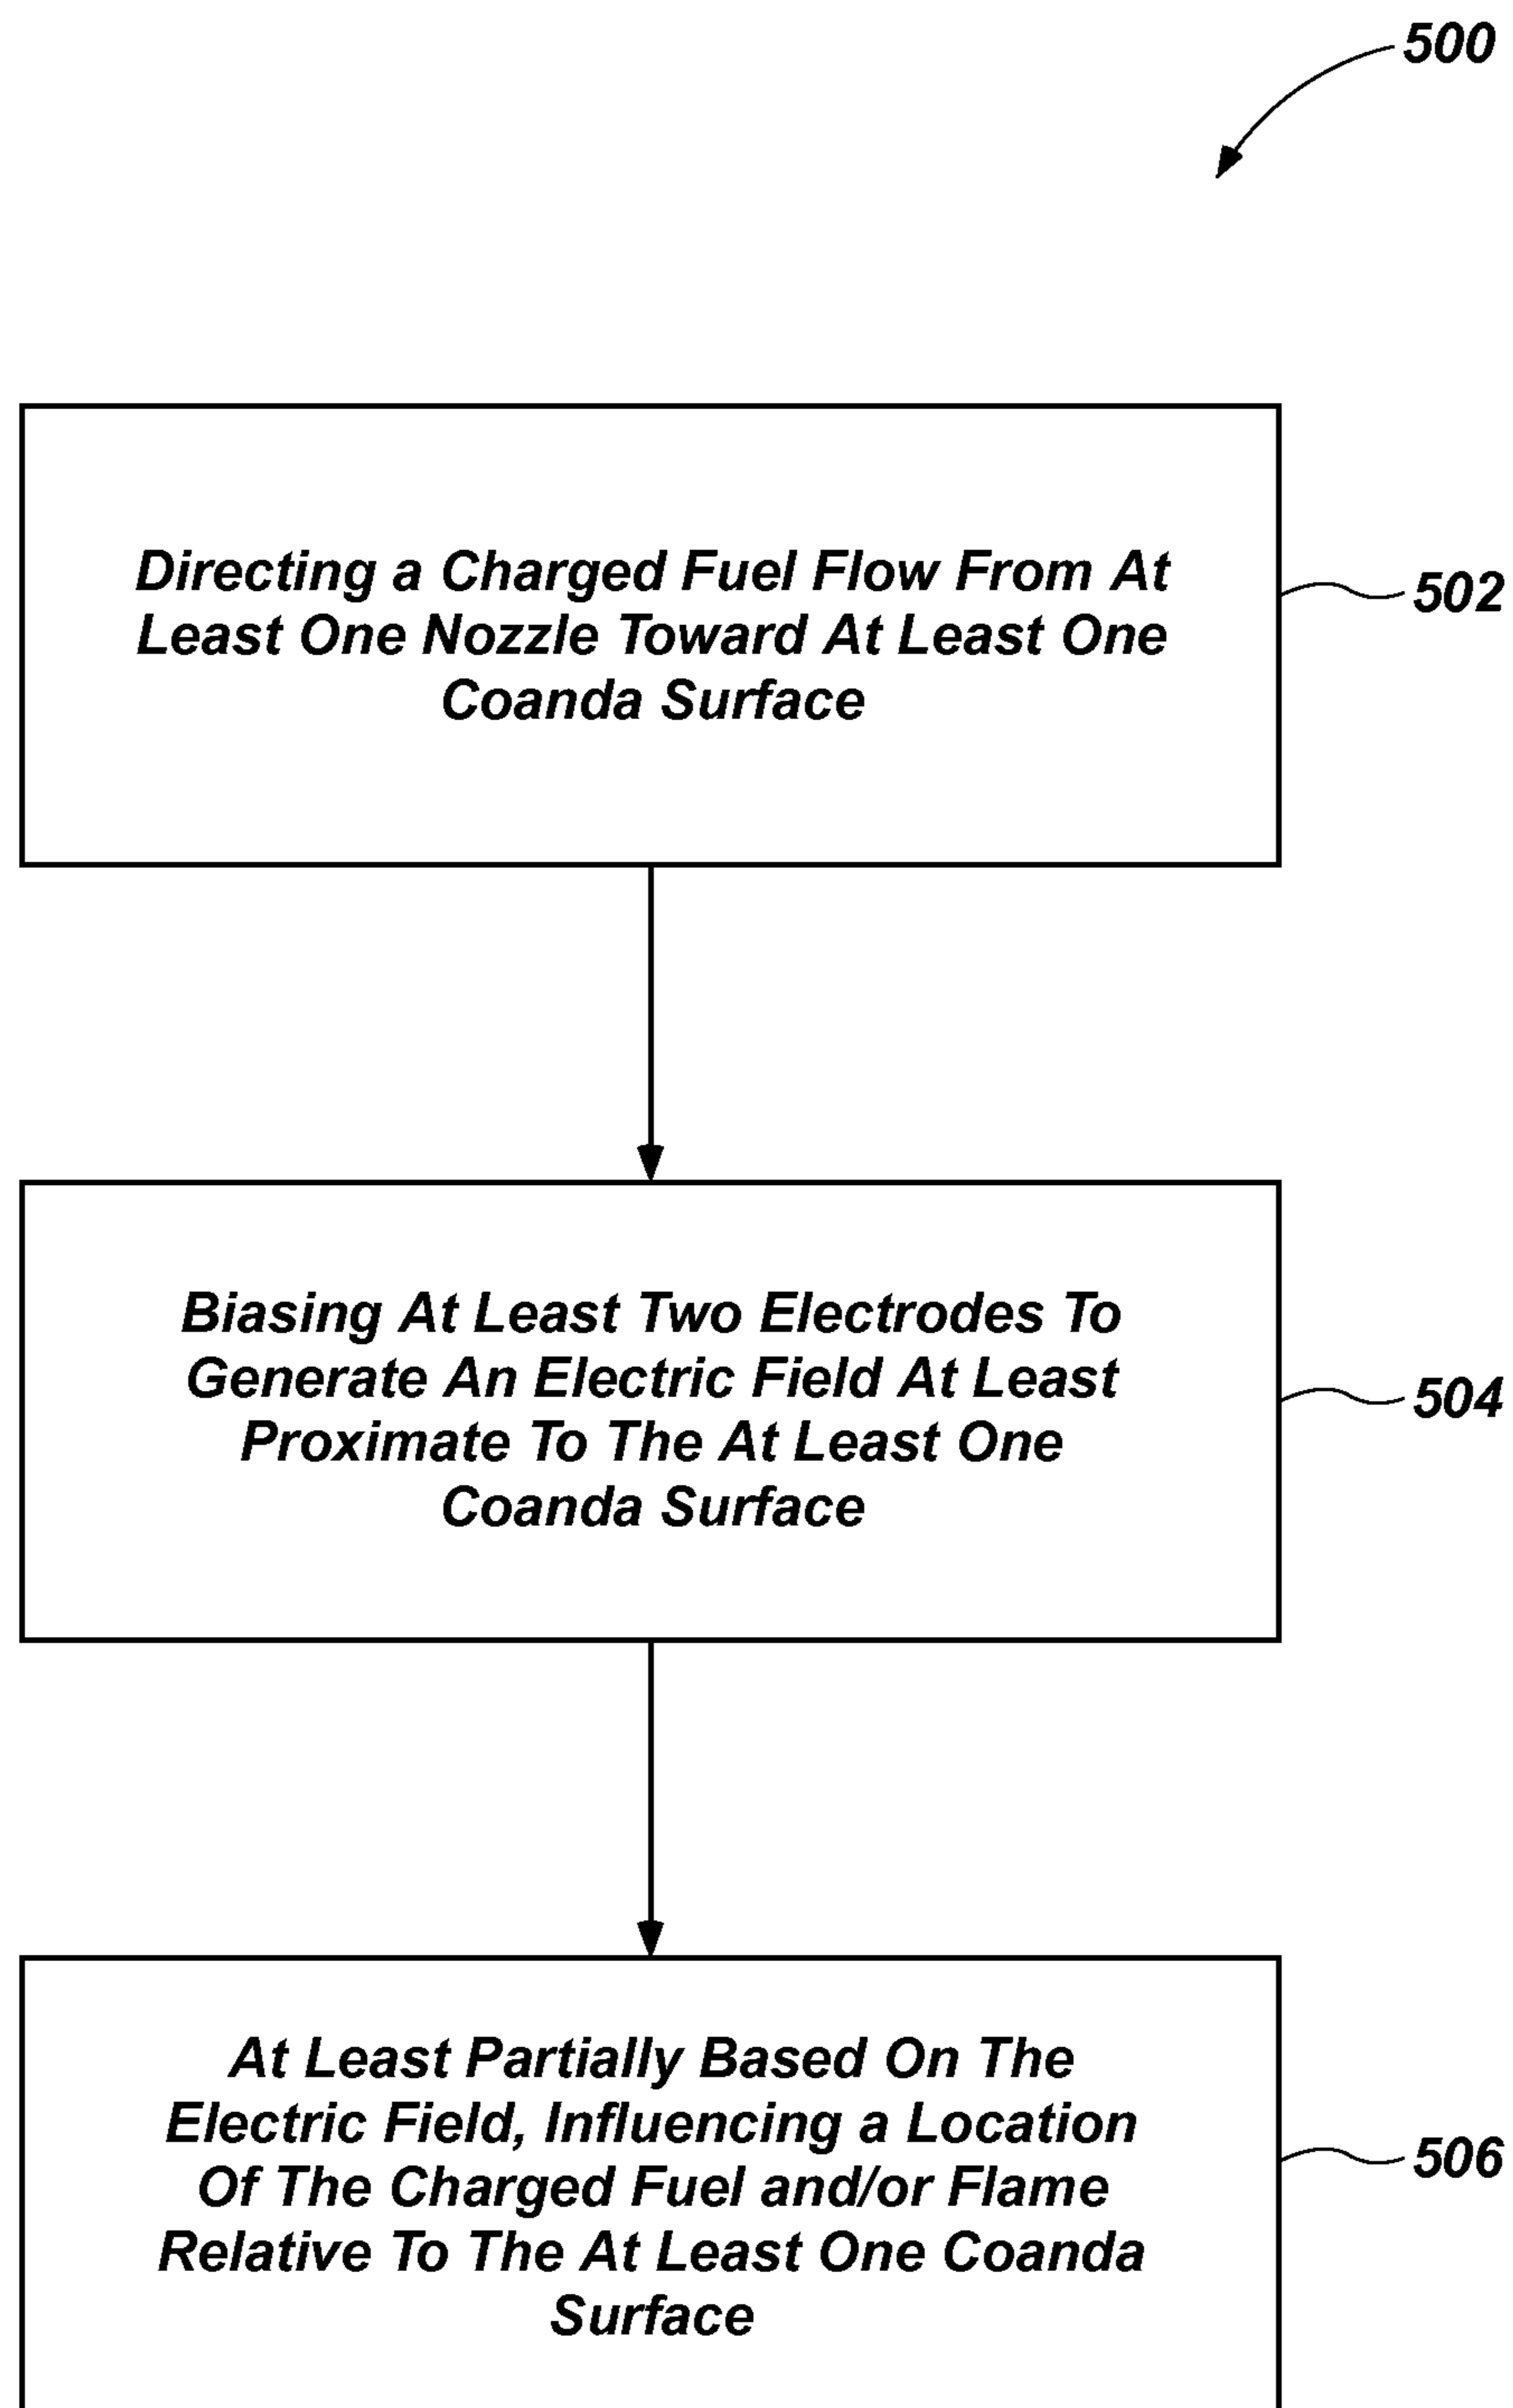 500
Directing a Charged Fuel Flow From At
Least One Nozzle Toward At Least One
Coanda Surface
502
Biasing At Least Two Electrodes To
Generate An Electric Field At Least
Proximate To The At Least One
Coanda Surface
504
At Least Partially Based On The
Electric Field, Influencing a Location
Of The Charged Fuel and/or Flame
Relative To The At Least One Coanda
Surface
506